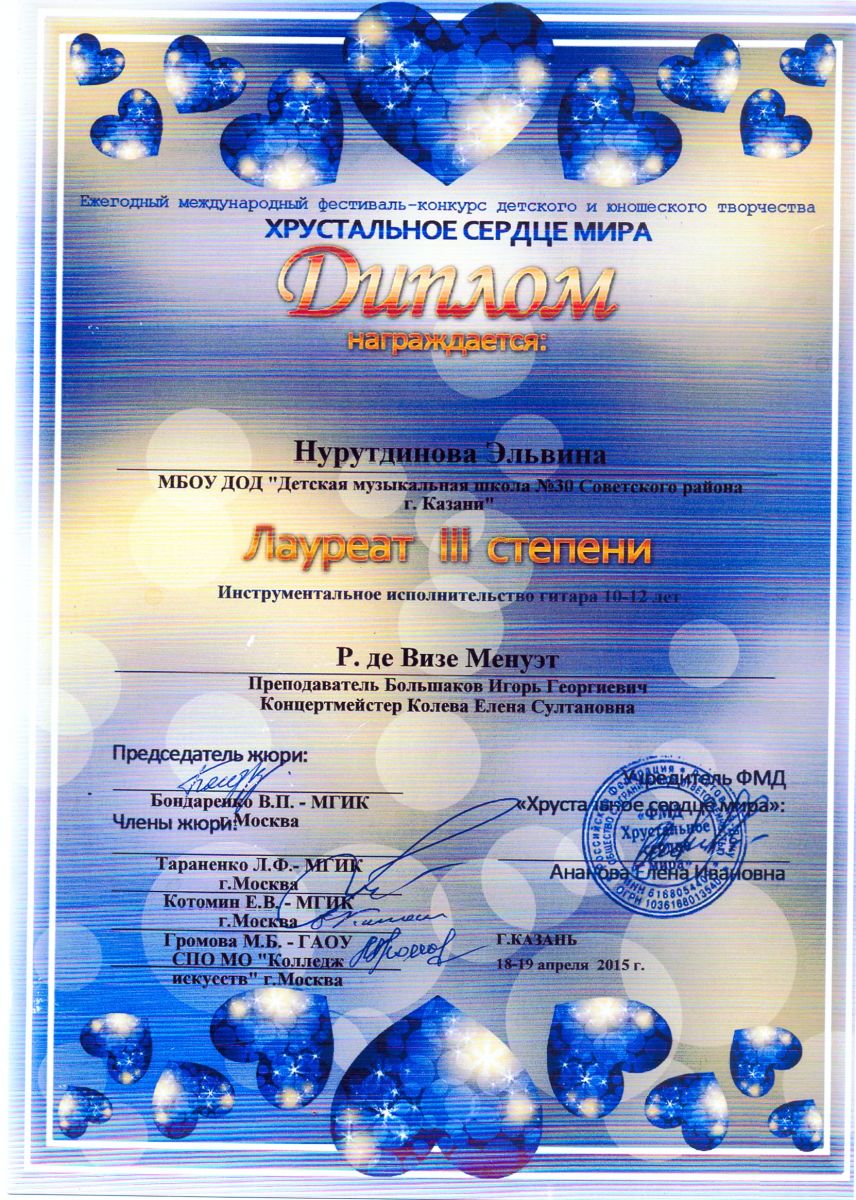 Ежегодный международный фестиваль-конкурс детского и юношеского творчества
ХРУСТАЛЬНОЕ СЕРДЦЕ МИРА
Диплом
награждается:
Нурутдинова Эльвина
МБОУ ДОД "Детская музыкальная школа №30 Советского района
г. Казани"
Лауреат III степени
Инструментальное исполнительство гитара 10-12 лет
Р. де Визе Менуэт
Преподаватель Большаков Игорь Георгиевич
Концертмейстер Колева Елена Султановна
Председатель жюри:
Бондаренко В.П. - МГИК
г.Москва
Члены жюри:
Тараненко Л.Ф.- МГИК
г.Москва
Котомин Е.В. - МГИК
г.Москва
Громова М.Б. - ГАОУ
СПО МО "Колледж
искусств" г.Москва
Учредитель ФМД
«Хрустальное сердце мира»:
«ФМД
Хрустальное
сердце
мира»
Ананова Елена Ивановна
Г.КАЗАНЬ
18-19 апреля 2015 г.